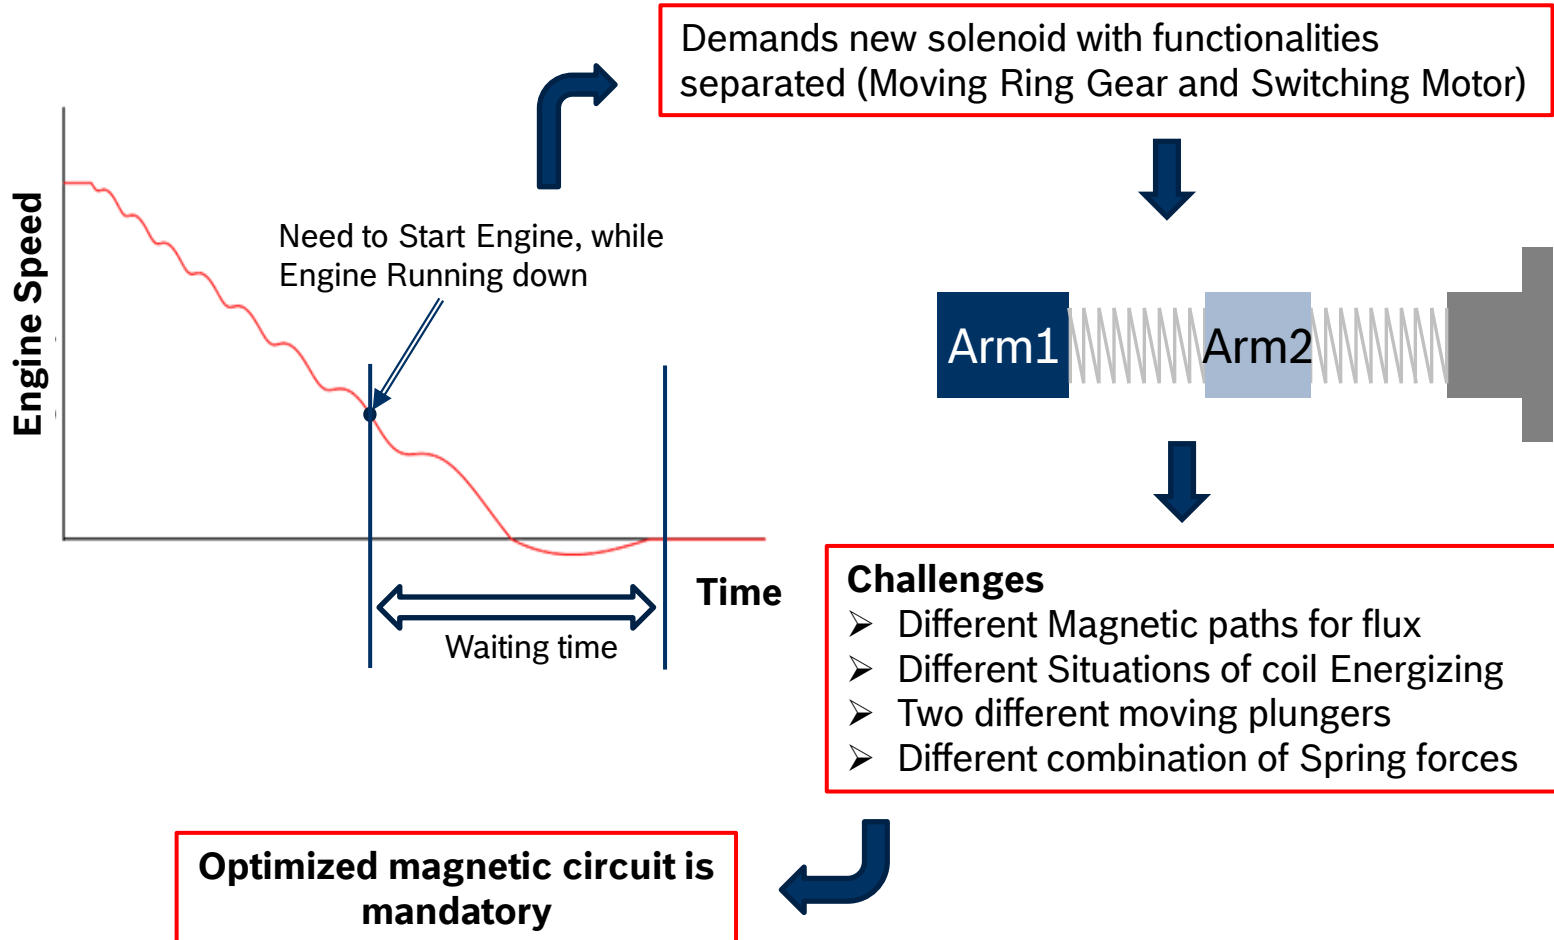 Demands new solenoid with functionalities
separated (Moving Ring Gear and Switching Motor)
Engine Speed
Need to Start Engine, while
Engine Running down
Arm1
Arm2
Time
Waiting time
Challenges
➢ Different Magnetic paths for flux
➢ Different Situations of coil Energizing
➢ Two different moving plungers
➢ Different combination of Spring forces
Optimized magnetic circuit is
mandatory